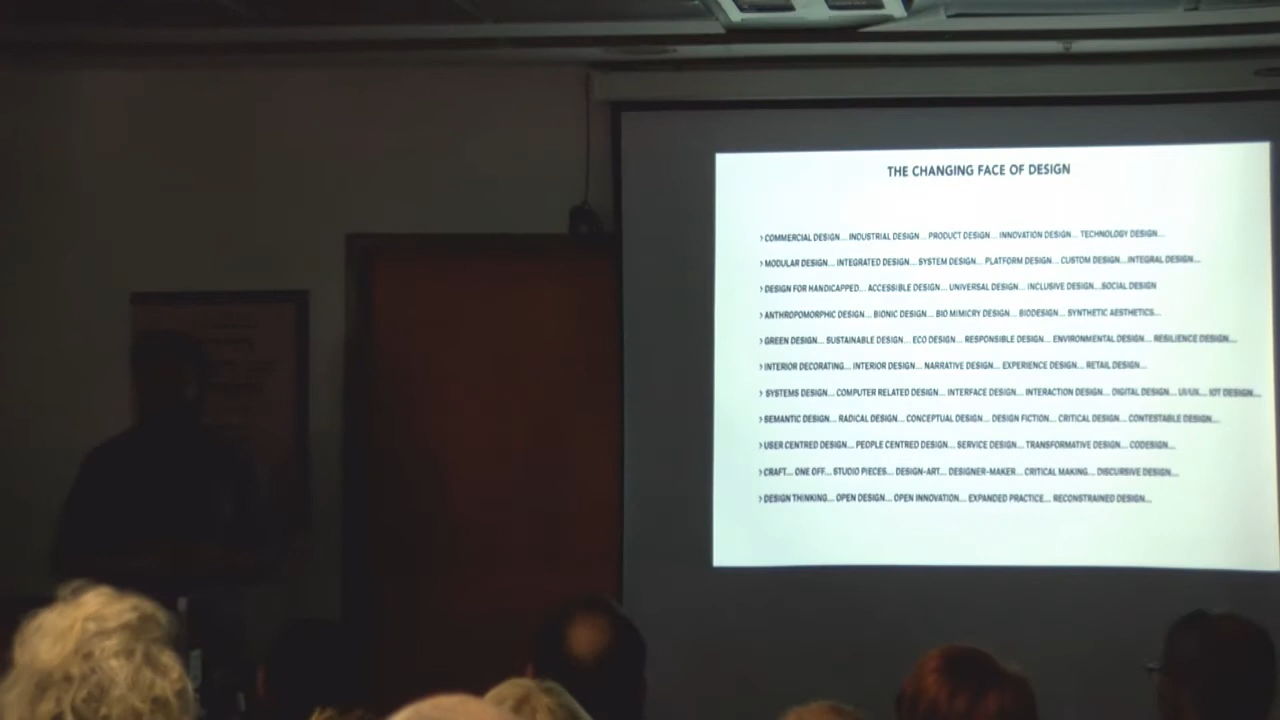 THE CHANGING FACE OF DESIGN
› COMMERCIAL DESIGN... INDUSTRIAL DESIGN... PRODUCT DESIGN... INNOVATION DESIGN... TECHNOLOGY DESIGN...
› MODULAR DESIGN... INTEGRATED DESIGN... SYSTEM DESIGN... PLATFORM DESIGN... CUSTOM DESIGN...INTEGRAL DESIGN...
› DESIGN FOR HANDICAPPED... ACCESSIBLE DESIGN... UNIVERSAL DESIGN... INCLUSIVE DESIGN...SOCIAL DESIGN
› ANTHROPOMORPHIC DESIGN... BIONIC DESIGN... BIO MIMICRY DESIGN... BIODESIGN... SYNTHETIC AESTHETICS...
› GREEN DESIGN... SUSTAINABLE DESIGN... ECO DESIGN... RESPONSIBLE DESIGN... ENVIRONMENTAL DESIGN... RESILIENCE DESIGN...
› INTERIOR DECORATING... INTERIOR DESIGN... NARRATIVE DESIGN... EXPERIENCE DESIGN... RETAIL DESIGN...
› SYSTEMS DESIGN... COMPUTER RELATED DESIGN... INTERFACE DESIGN... INTERACTION DESIGN... DIGITAL DESIGN... UI/UX... IOT DESIGN...
› SEMANTIC DESIGN... RADICAL DESIGN... CONCEPTUAL DESIGN... DESIGN FICTION... CRITICAL DESIGN... CONTESTABLE DESIGN...
› USER CENTRED DESIGN... PEOPLE CENTRED DESIGN... SERVICE DESIGN... TRANSFORMATIVE DESIGN... CODESIGN...
› CRAFT... ONE OFF... STUDIO PIECES... DESIGN-ART... DESIGNER-MAKER... CRITICAL MAKING... DISCURSIVE DESIGN...
› DESIGN THINKING... OPEN DESIGN... OPEN INNOVATION... EXPANDED PRACTICE... RECONSTRAINED DESIGN...